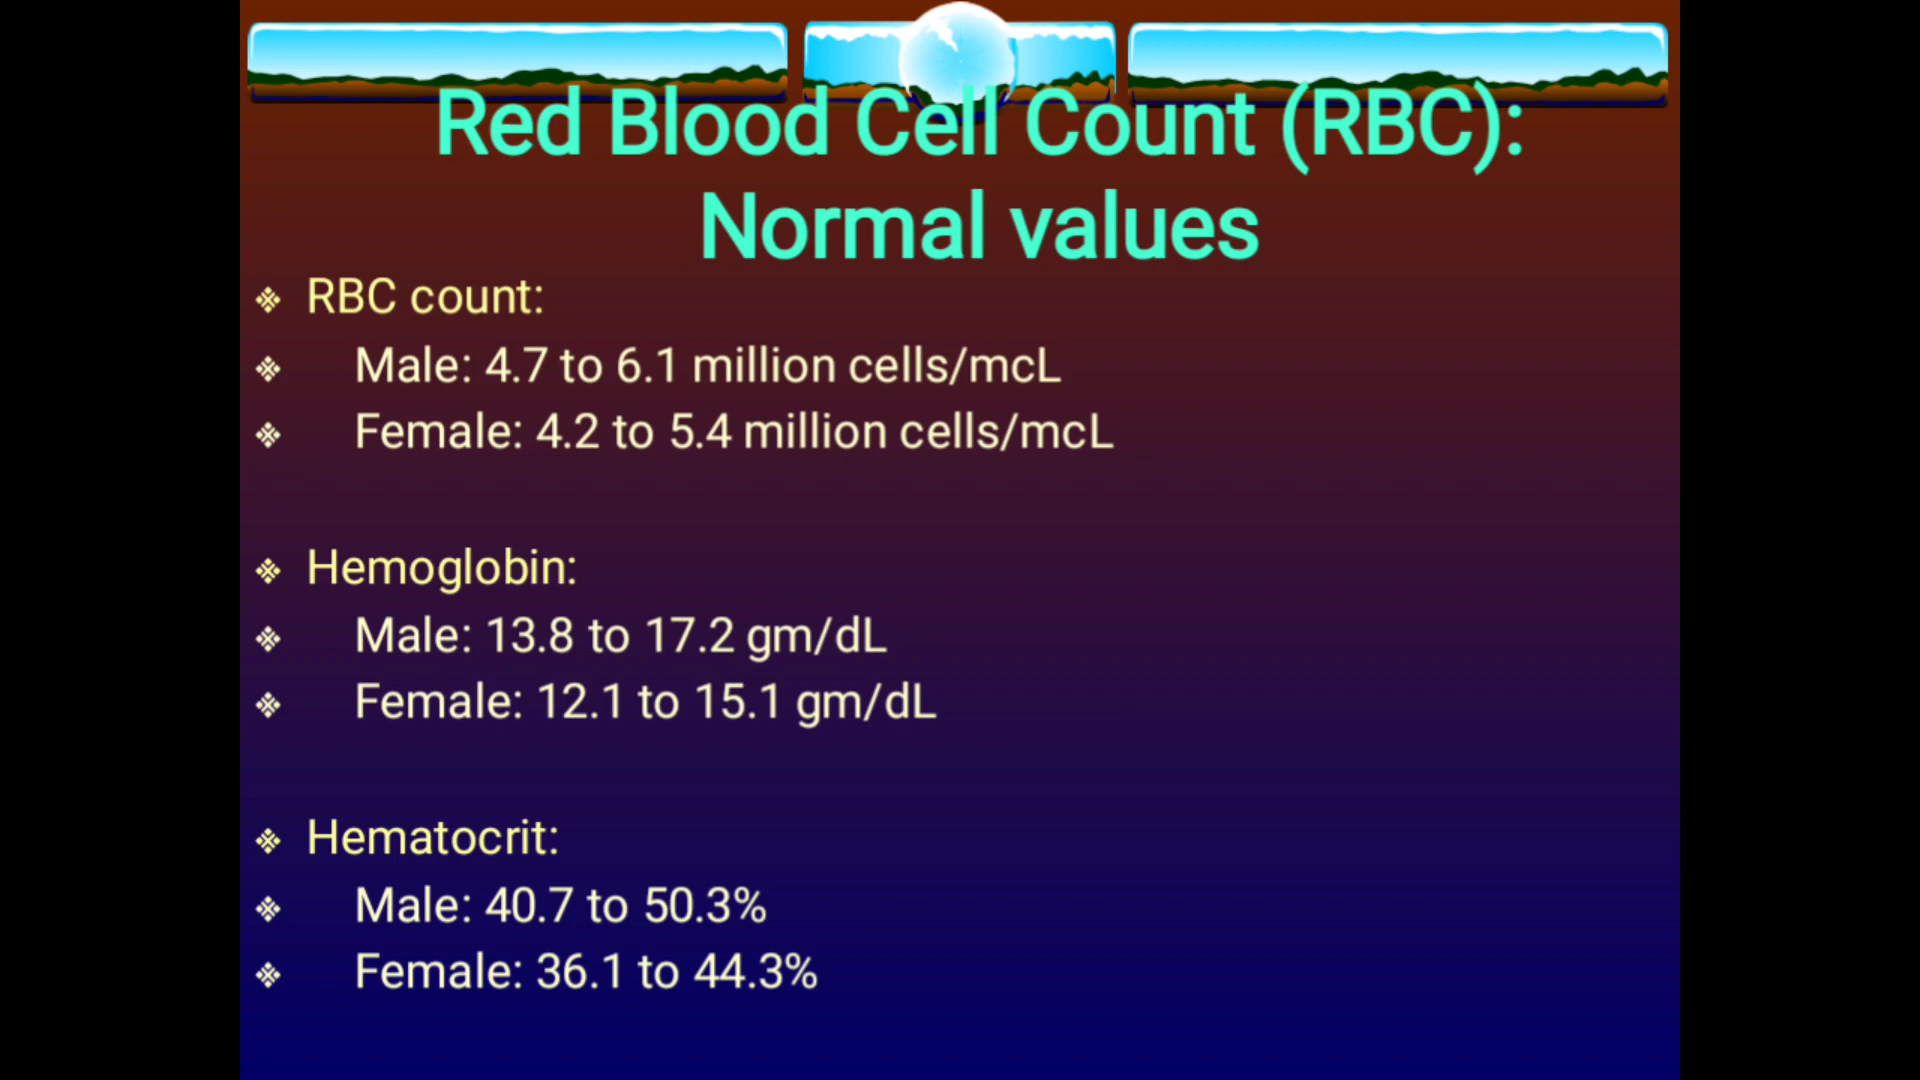 Red Blood Cell Count (RBC):
Normal values
❖ RBC count:
❖ Male: 4.7 to 6.1 million cells/mcL
❖ Female: 4.2 to 5.4 million cells/mcL
❖ Hemoglobin:
❖ Male: 13.8 to 17.2 gm/dL
❖ Female: 12.1 to 15.1 gm/dL
❖ Hematocrit:
❖ Male: 40.7 to 50.3%
❖ Female: 36.1 to 44.3%